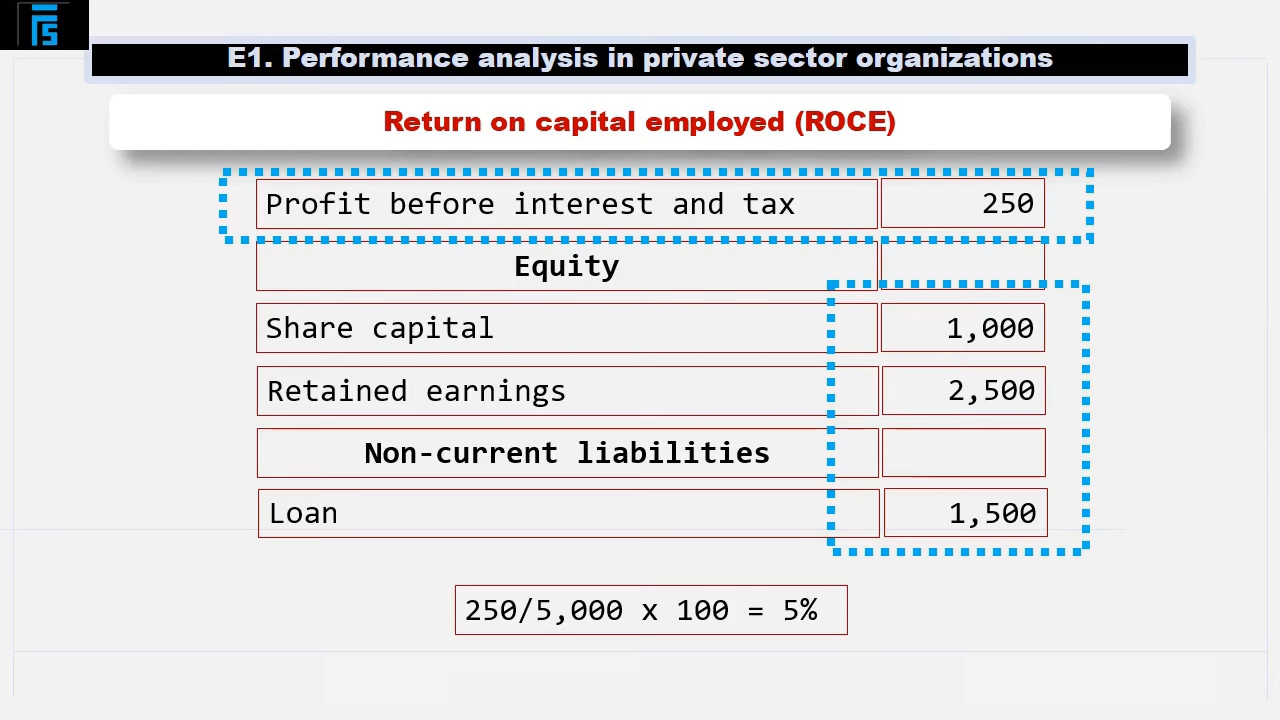 FS
E1. Performance analysis in private sector organizations
Return on capital employed (ROCE)
Profit before interest and tax 250
Equity
Share capital 1,000
Retained earnings 2,500
Non-current liabilities
Loan 1,500
250/5,000 x 100 = 5%